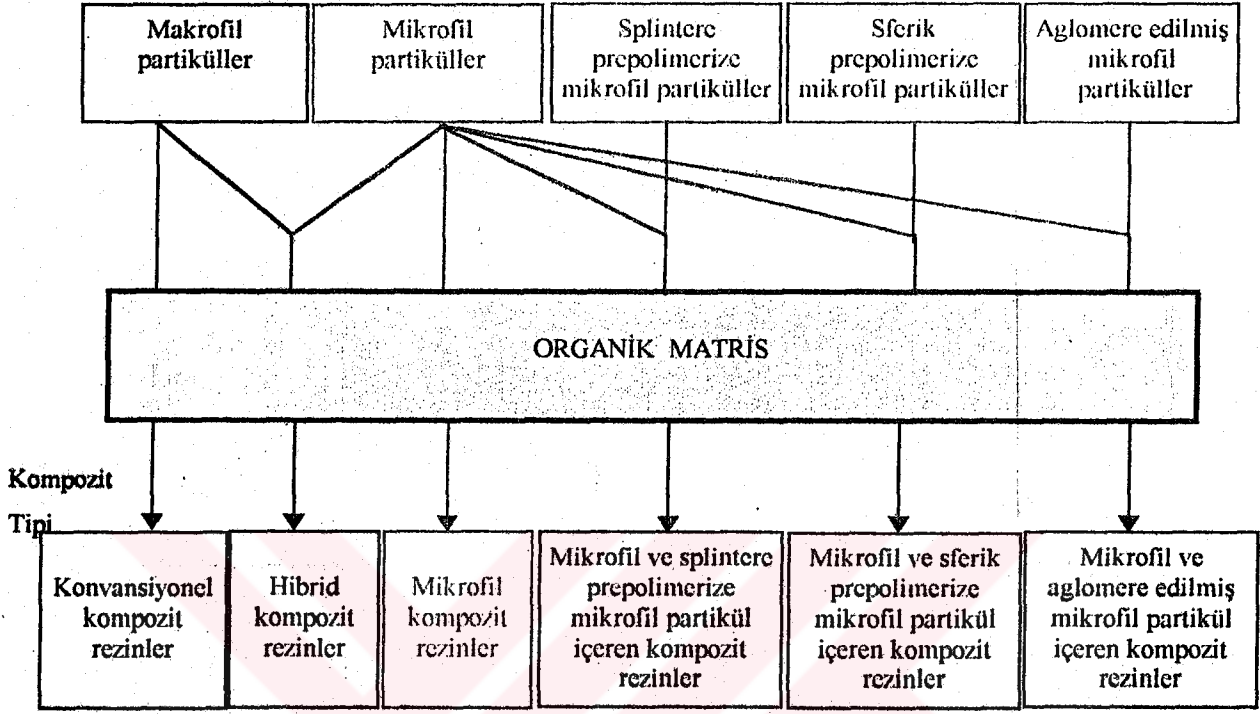 Makrofil
partiküller
Mikrofil
partiküller
Splintere
prepolimerize
mikrofil partiküller
Sferik
prepolimerize
mikrofil partiküller
Aglomere edilmiş
mikrofil
partiküller
ORGANİK MATRİS
Kompozit
Tipi
Konvansiyonel
kompozit
rezinler
Hibrid
kompozit
rezinler
Mikrofil
kompozit
rezinler
Mikrofil ve splintere
prepolimerize
mikrofil partikül
içeren kompozit
rezinler
Mikrofil ve sferik
prepolimerize
mikrofil partikül
içeren kompozit
rezinler
Mikrofil ve
aglomere edilmiş
mikrofil partikül
içeren kompozit
rezinler